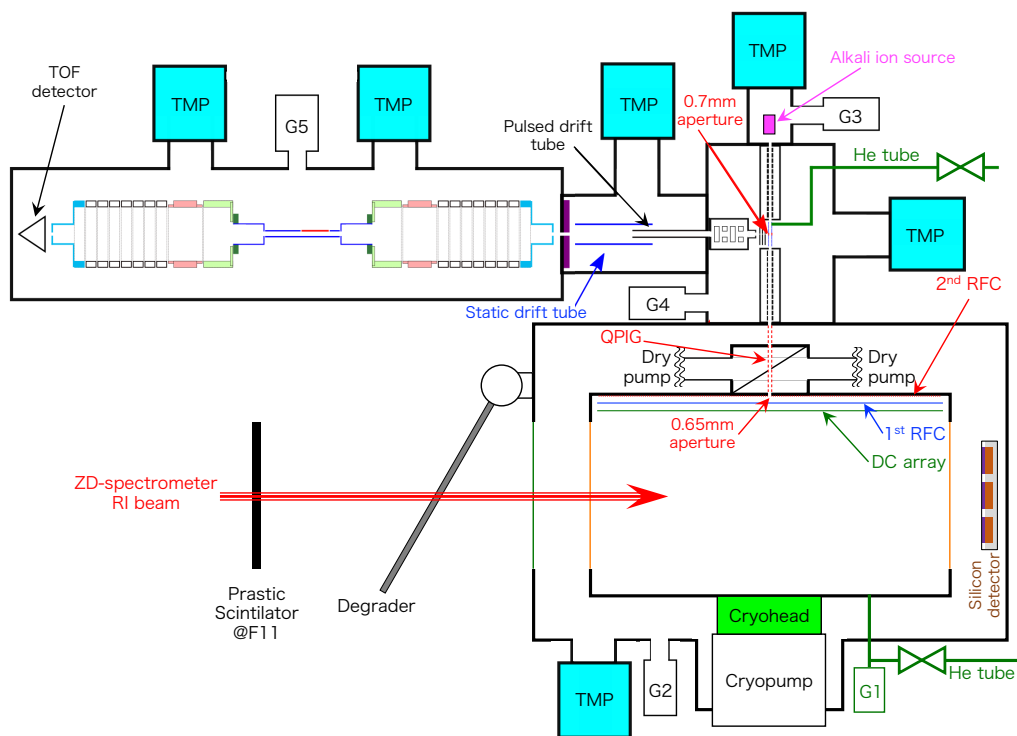 TMP
Alkali ion source
TOF
detector
TMP
G5
TMP
TMP
0.7mm
aperture
G3
Pulsed drift
tube
He tube
TMP
Static drift tube
G4
2nd RFC
QPIG
Dry
pump
Dry
pump
0.65mm
aperture
1st RFC
DC array
ZD-spectrometer
RI beam
Silicon
detector
Prastic
Scintilator
@F11
Degrader
Cryohead
TMP
G2
Cryopump
G1
He tube